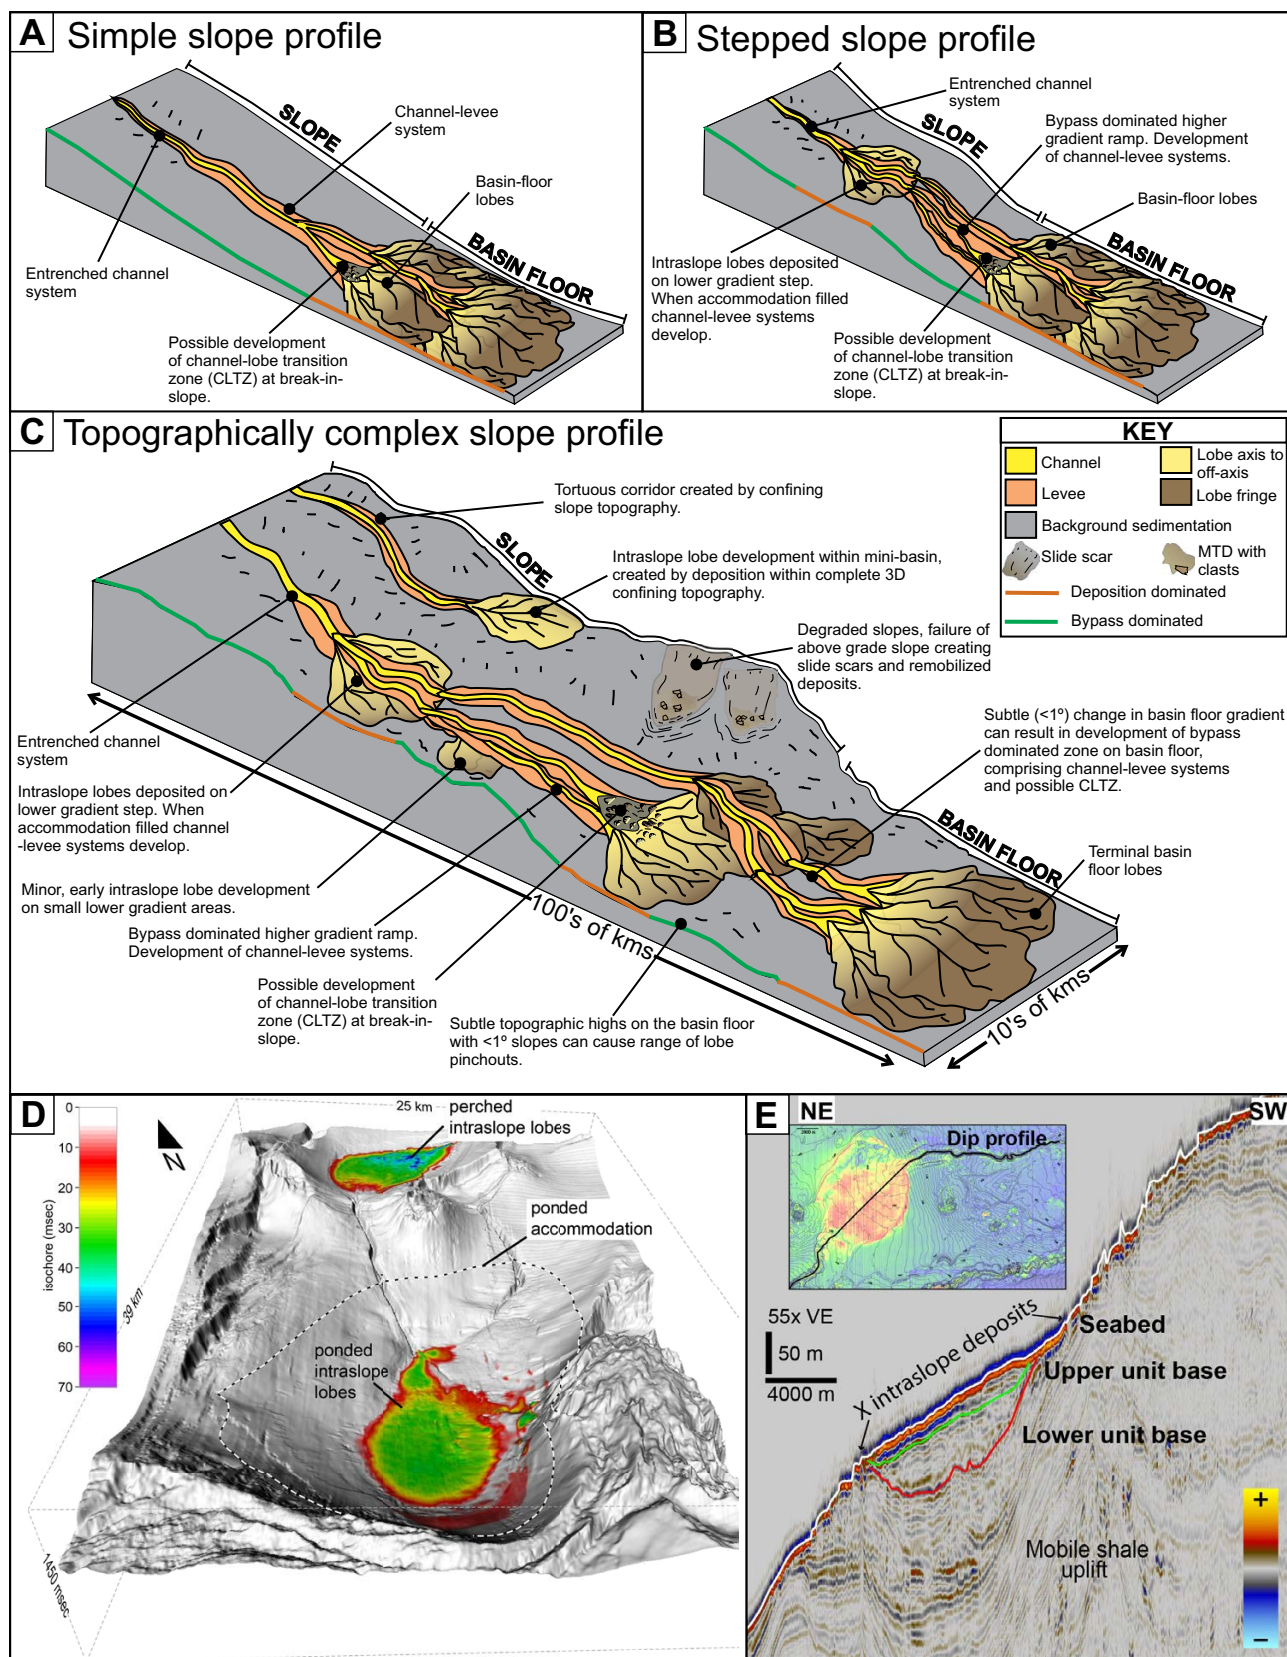 A Simple slope profile
SLOPE
Channel-levee
system
Basin-floor
lobes
BASIN FLOOR
Entrenched channel
system
Possible development
of channel-lobe transition
zone (CLTZ) at break-in-
slope.
B Stepped slope profile
Entrenched channel
system
SLOPE
Bypass dominated higher
gradient ramp. Development
of channel-levee systems.
Basin-floor lobes
BASIN FLOOR
Intraslope lobes deposited
on lower gradient step.
When accommodation filled
channel-levee systems
develop.
Possible development
of channel-lobe transition
zone (CLTZ) at break-in-
slope.
C Topographically complex slope profile
KEY
Channel
Lobe axis to
off-axis
Levee
Lobe fringe
Background sedimentation
Slide scar
MTD with
clasts
Deposition dominated
Bypass dominated
Tortuous corridor created by confining
slope topography.
SLOPE
Intraslope lobe development within mini-basin,
created by deposition within complete 3D
confining topography.
Degraded slopes, failure of
above grade slope creating
slide scars and remobilized
deposits.
Subtle (<1º) change in basin floor gradient
can result in development of bypass
dominated zone on basin floor,
comprising channel-levee systems
and possible CLTZ.
BASIN FLOOR
Terminal basin
floor lobes
Entrenched channel
system
Intraslope lobes deposited on
lower gradient step. When
accommodation filled channel
-levee systems develop.
Minor, early intraslope lobe development
on small lower gradient areas.
Bypass dominated higher gradient ramp.
Development of channel-levee systems.
Possible development
of channel-lobe transition
zone (CLTZ) at break-in-
slope.
Subtle topographic highs on the basin floor
with <1º slopes can cause range of lobe
pinchouts.
100's of kms
10's of kms
D
0
10
20
30
40
50
60
70
isochore (msec)
N
25 km
39 km
1450 msec
perched
intraslope lobes
ponded
accommodation
ponded
intraslope
lobes
E NE
SW
Dip profile
55x VE
50 m
4000 m
X intraslope deposits
Seabed
Upper unit base
Lower unit base
Mobile shale
uplift
+
–